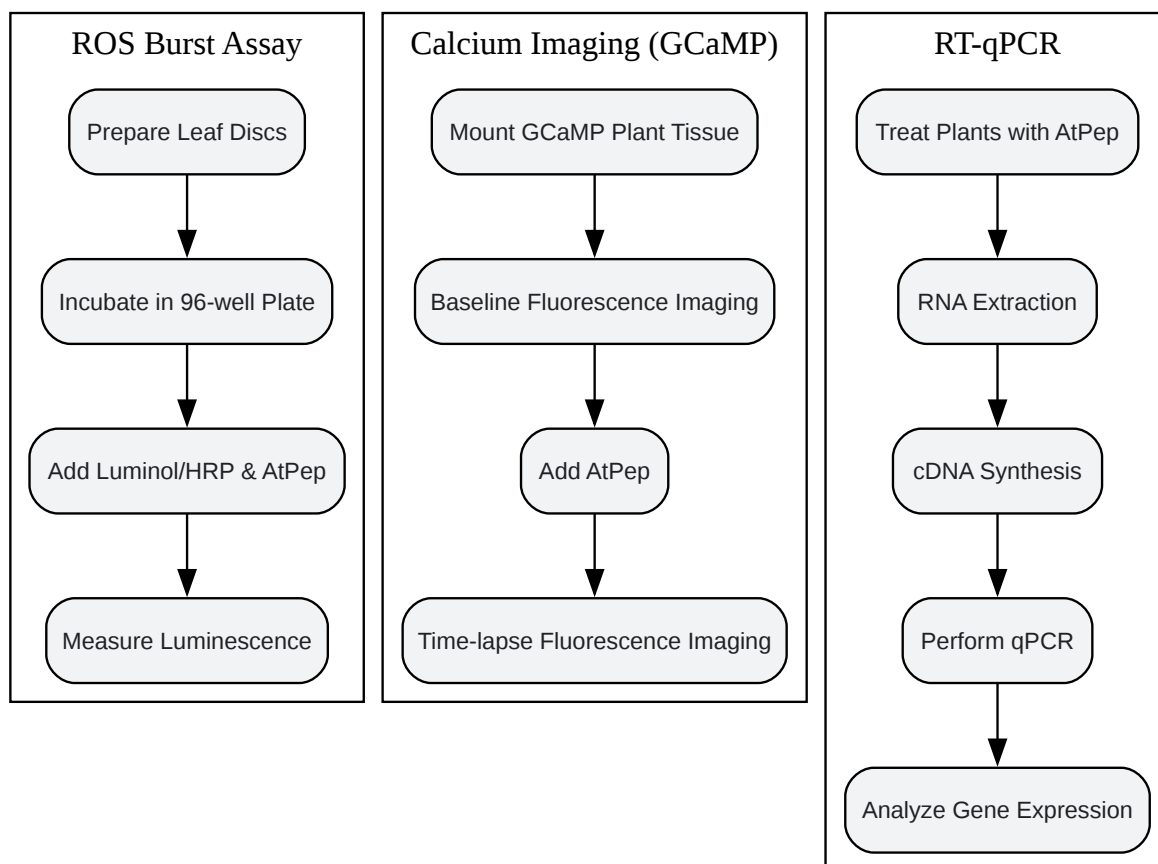 ROS Burst Assay
Prepare Leaf Discs
Incubate in 96-well Plate
Add Luminol/HRP & AtPep
Measure Luminescence
Calcium Imaging (GCaMP)
Mount GCaMP Plant Tissue
Baseline Fluorescence Imaging
Add AtPep
Time-lapse Fluorescence Imaging
RT-qPCR
Treat Plants with AtPep
RNA Extraction
cDNA Synthesis
Perform qPCR
Analyze Gene Expression